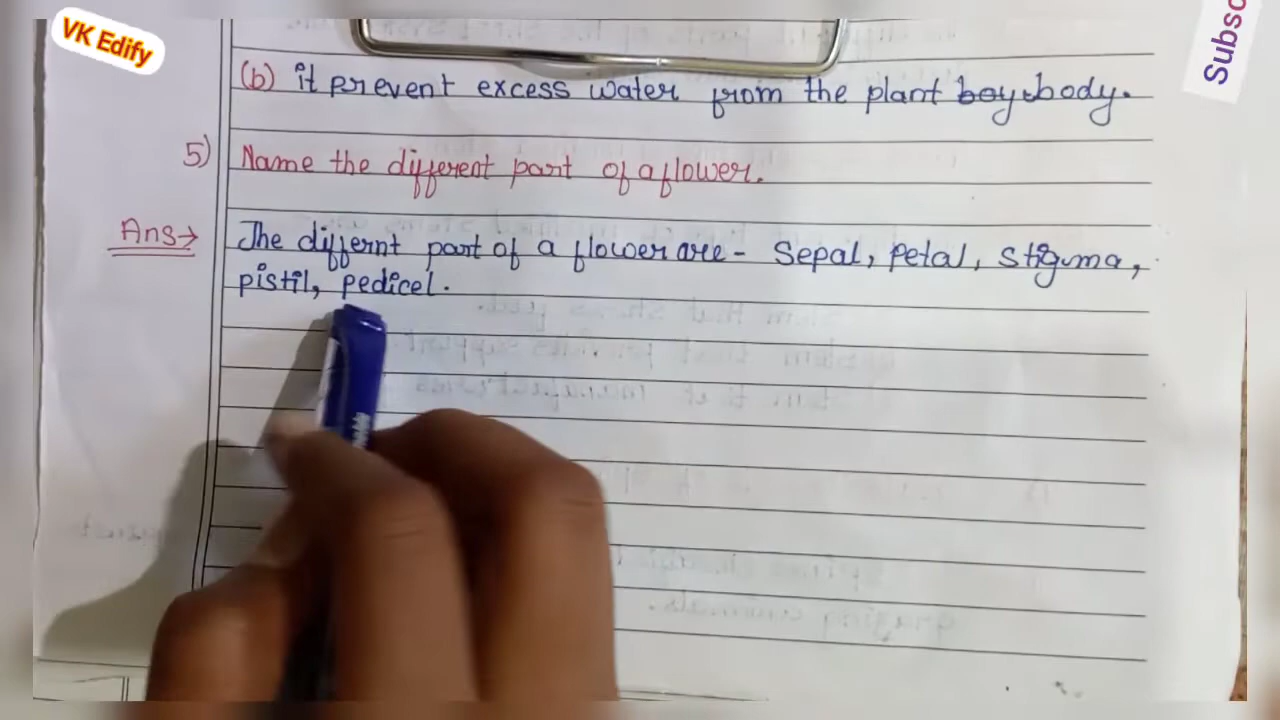 VK Edify
Subsc
(b) it prevent excess water from the plant boy body.
5) Name the different part of a flower.
Ans→ The differnt part of a flower are - Sepal, petal, stigma,
pistil, pedicel.